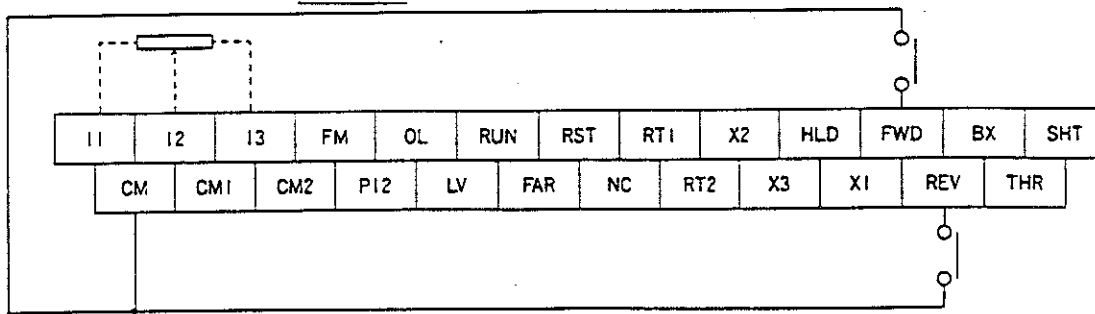 I1 I2 I3 FM OL RUN RST RT1 X2 HLD FWD BX SHT
CM CM1 CM2 P12 LV FAR NC RT2 X3 X1 REV THR